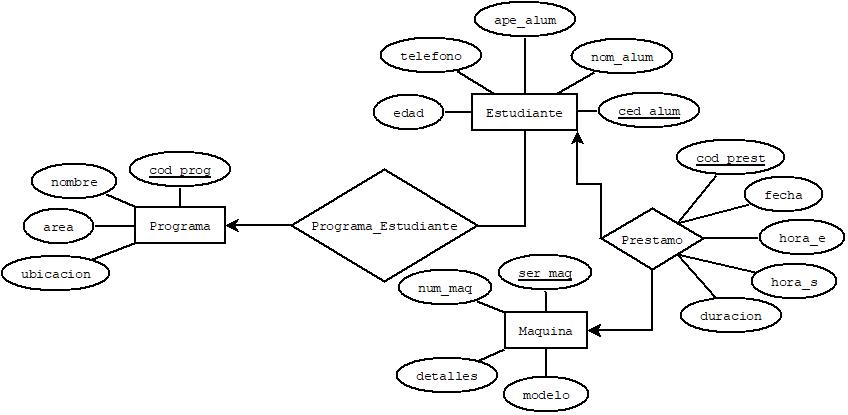 ape_alum
telefono
nom_alum
edad
Estudiante
ced_alum
cod_prest
nombre
cod_prog
fecha
area
Programa
Programa_Estudiante
Prestamo
hora_e
ubicacion
ser_maq
num_maq
hora_s
duracion
Maquina
detalles
modelo